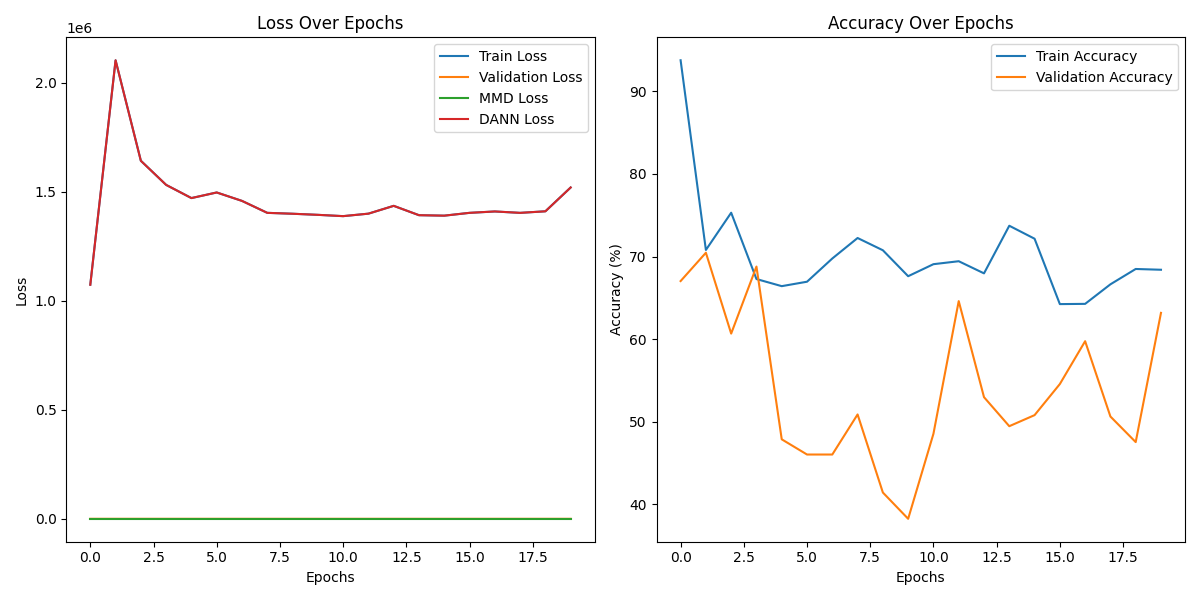 Loss Over Epochs
1e6
Train Loss
Validation Loss
MMD Loss
DANN Loss
2.0
1.5
1.0
0.5
0.0
Loss
0.0 2.5 5.0 7.5 10.0 12.5 15.0 17.5
Epochs
Accuracy Over Epochs
Train Accuracy
Validation Accuracy
90
80
70
60
50
40
Accuracy (%)
0.0 2.5 5.0 7.5 10.0 12.5 15.0 17.5
Epochs